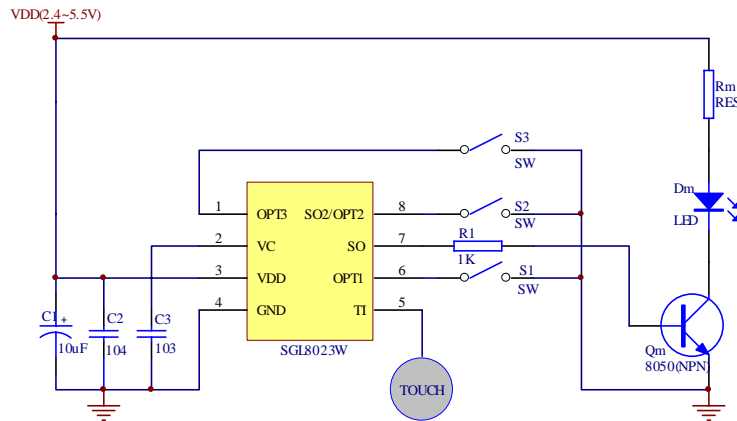 VDD(2.4~5.5V)
Rm
RES
S3
SW
Dm
LED
1 OPT3 SO2/OPT2 8 S2
SW
2 VC SO 7 R1
1K
3 VDD OPT1 6 S1
SW
4 GND TI 5
SGL8023W
C1 + C2 C3
10uF 104 103
TOUCH
Qm
8050(NPN)